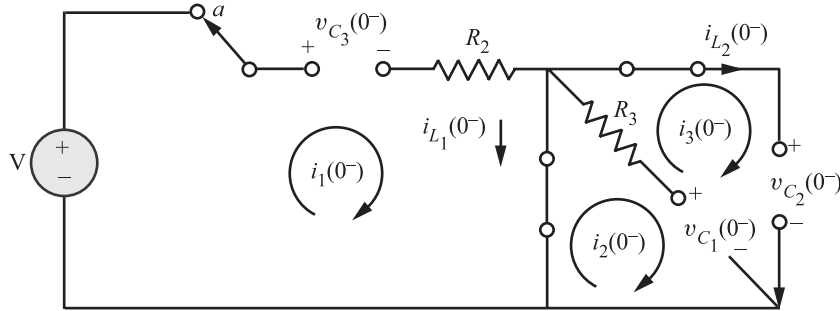 a
v_{C_3}(0^–)
+ –
R_2
i_{L_2}(0^–)
V
+
–
i_{L_1}(0^–)
R_3
i_3(0^–)
i_1(0^–)
+
v_{C_2}(0^–)
–
+
v_{C_1}(0^–)
–
i_2(0^–)